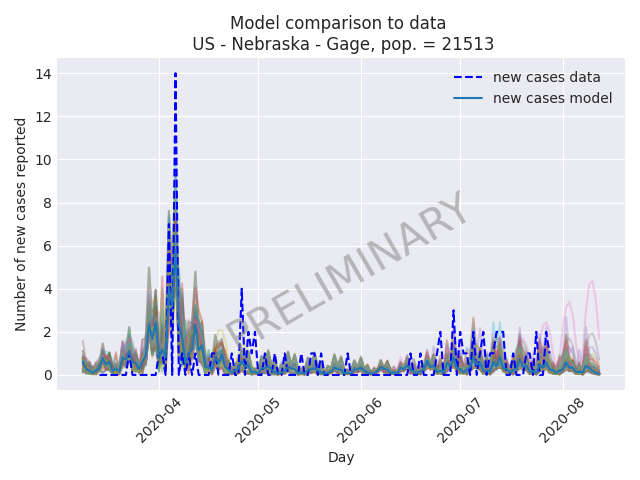 Model comparison to data
US - Nebraska - Gage, pop. = 21513
new cases data
new cases model
Number of new cases reported
14
12
10
8
6
4
2
0
PRELIMINARY
2020-04
2020-05
2020-06
2020-07
2020-08
Day